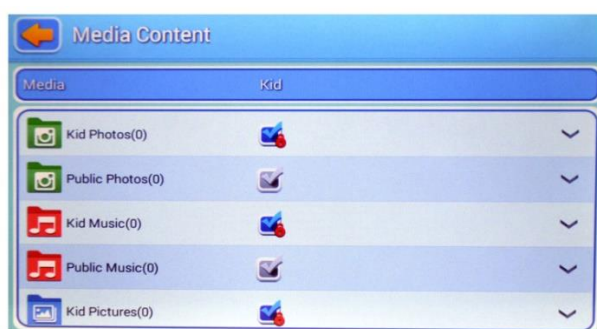 Media Content
Media Kid
Kid Photos(0)
Public Photos(0)
Kid Music(0)
Public Music(0)
Kid Pictures(0)